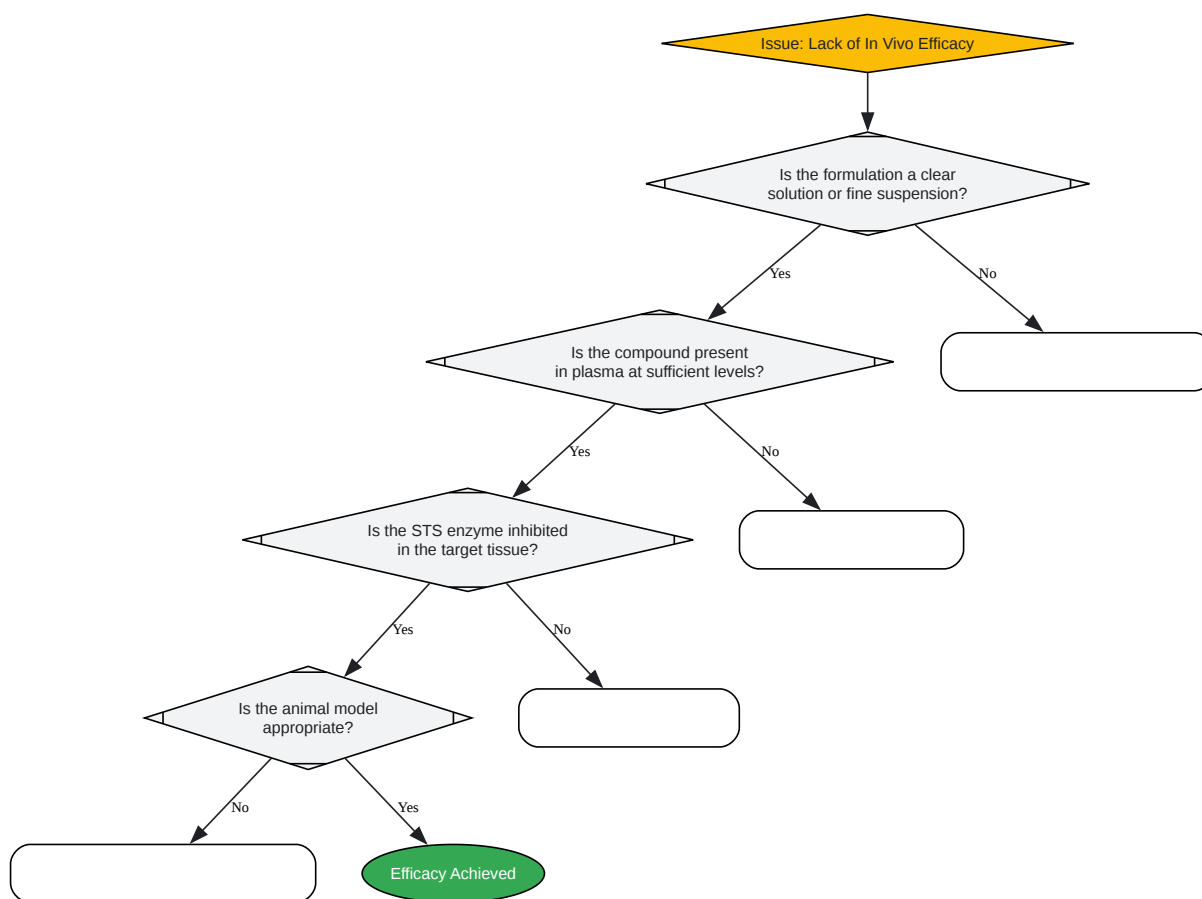 Issue: Lack of In Vivo Efficacy
Is the formulation a clear
solution or fine suspension?
Yes
No
Is the compound present
in plasma at sufficient levels?
Yes
No
Is the STS enzyme inhibited
in the target tissue?
Yes
No
Is the animal model
appropriate?
No
Yes
Efficacy Achieved